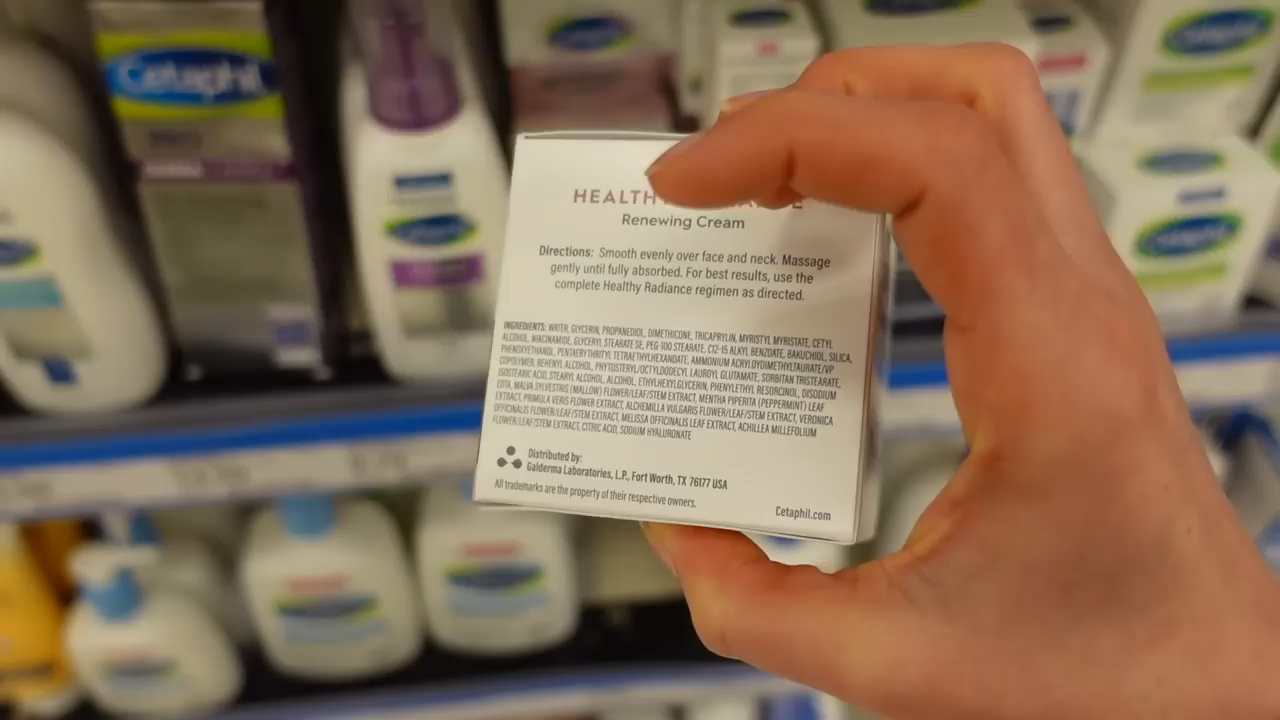 Cetaphil
HEALTH
Renewing Cream
Directions: Smooth evenly over face and neck. Massage
gently until fully absorbed. For best results, use the
complete Healthy Radiance regimen as directed.
INGREDIENTS: WATER, GLYCERIN, PROPANEDIOL, DIMETHICONE, TRICAPRYLIN, MYRISTYL MYRISTATE, CETYL
ALCOHOL, NIACINAMIDE, GLYCERYL STEARATE SE, PEG-100 STEARATE, C12-15 ALKYL BENZOATE, BAKUCHIOL, SILICA,
PHENOXYETHANOL, PENTAERYTHRITYL TETRAETHYLHEXANOATE, AMMONIUM ACRYLOYDIMETHYLTAURATE/VP
COPOLYMER, BEHENYL ALCOHOL, PHYTOSTERYL/OCTYLDODECYL LAUROYL GLUTAMATE, SORBITAN TRISTEARATE,
ISOSTEARIC ACID, STEARYL ALCOHOL, ALCOHOL, ETHYLHEXYLGLYCERIN, PHENYLETHYL RESORCINOL, DISODIUM
EDTA, MALVA SYLVESTRIS (MALLOW) FLOWER/LEAF/STEM EXTRACT, MENTHA PIPERITA (PEPPERMINT) LEAF
EXTRACT, PRIMULA VERIS FLOWER EXTRACT, ALCHEMILLA VULGARIS FLOWER/LEAF/STEM EXTRACT, VERONICA
OFFICINALIS FLOWER/LEAF/STEM EXTRACT, MELISSA OFFICINALIS LEAF EXTRACT, ACHILLEA MILLEFOLIUM
FLOWER/LEAF/STEM EXTRACT, CITRIC ACID, SODIUM HYALURONATE
Distributed by:
Galderma Laboratories, L.P., Fort Worth, TX 76177 USA
All trademarks are the property of their respective owners.
Cetaphil.com